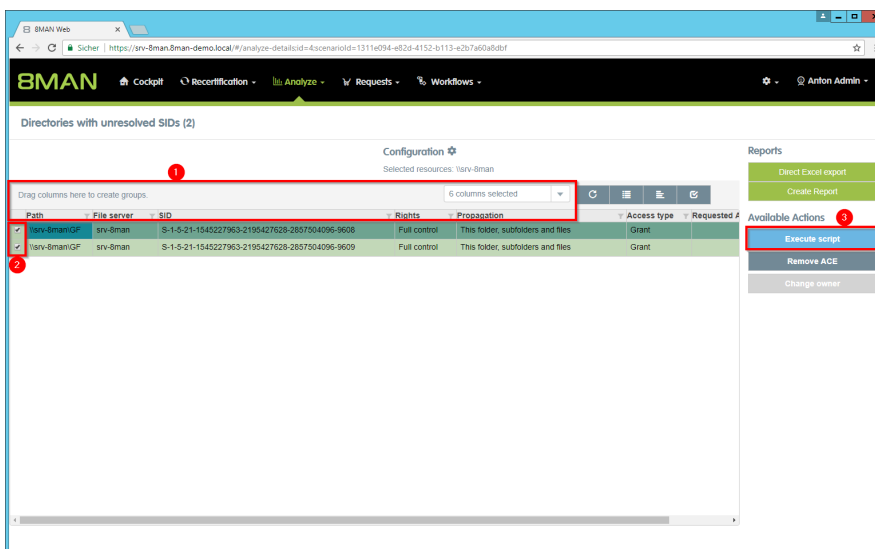 8MAN Web
Sicher | https://srv-8man.8man-demo.local/#/analyze-details:id=4;scenarioId=1311e094-e82d-4152-b113-e2b7a60a8dbf
8MAN Cockpit Recertification Analyze Requests Workflows Anton Admin
Directories with unresolved SIDs (2)
Configuration
Reports
Selected resources: \\srv-8man
1
Direct Excel export
Drag columns here to create groups.
6 columns selected
Create Report
Path File server SID Rights Propagation Access type Requested A
Available Actions 3
\\srv-8man\GF srv-8man S-1-5-21-1545227963-2195427628-2857504096-9608 Full control This folder, subfolders and files Grant
Execute script
\\srv-8man\GF srv-8man S-1-5-21-1545227963-2195427628-2857504096-9609 Full control This folder, subfolders and files Grant
2
Remove ACE
Change owner